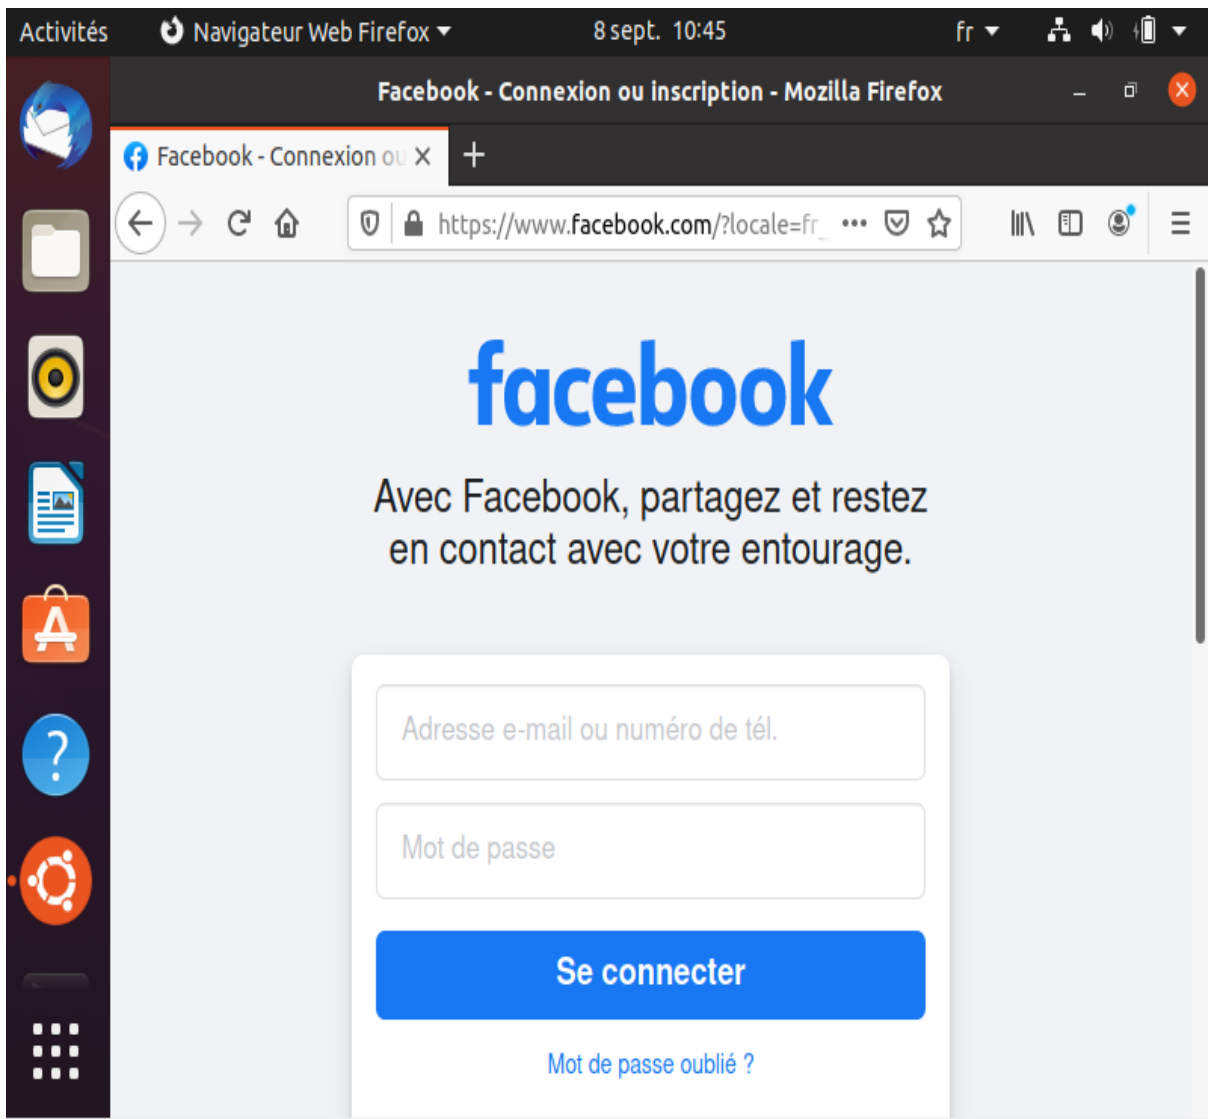 Activités
Navigateur Web Firefox
8 sept. 10:45
fr
Facebook - Connexion ou inscription - Mozilla Firefox
Facebook - Connexion ou
https://www.facebook.com/?locale=fr_
facebook
Avec Facebook, partagez et restez
en contact avec votre entourage.
Adresse e-mail ou numéro de tél.
Mot de passe
Se connecter
Mot de passe oublié ?